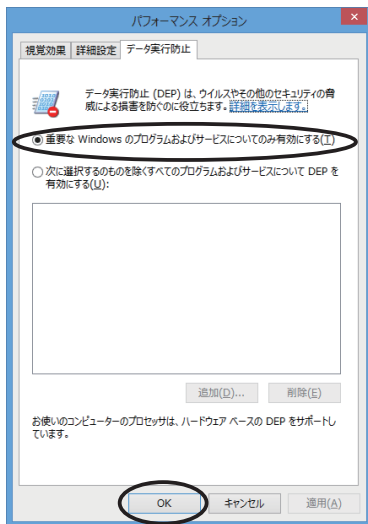 パフォーマンス オプション
視覚効果 詳細設定 データ実行防止
データ実行防止 (DEP) は、ウイルスやその他のセキュリティの脅
威による損害を防ぐのに役立ちます。詳細を表示します。
重要な Windows のプログラムおよびサービスについてのみ有効にする(T)
次に選択するのものを除くすべてのプログラムおよびサービスについて DEP を
有効にする(U):
追加(D)... 削除(E)
お使いのコンピューターのプロセッサは、ハードウェア ベースの DEP をサポートし
ています。
OK キャンセル 適用(A)